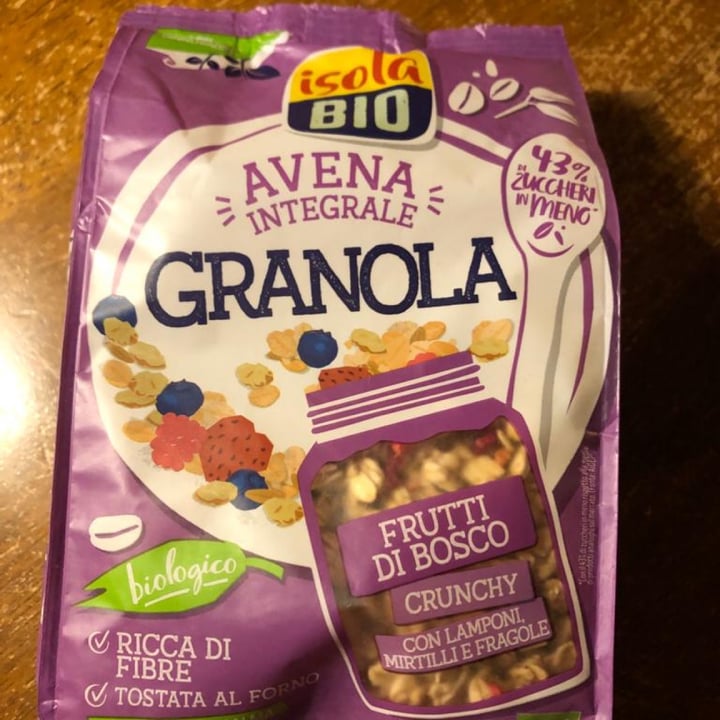 isola
BIO
AVENA
INTEGRALE
GRANOLA
43%
DI
ZUCCHERI
IN MENO*
FRUTTI
DI BOSCO
CRUNCHY
CON LAMPONI,
MIRTILLI E FRAGOLE
biologico
RICCA DI
FIBRE
TOSTATA AL FORNO